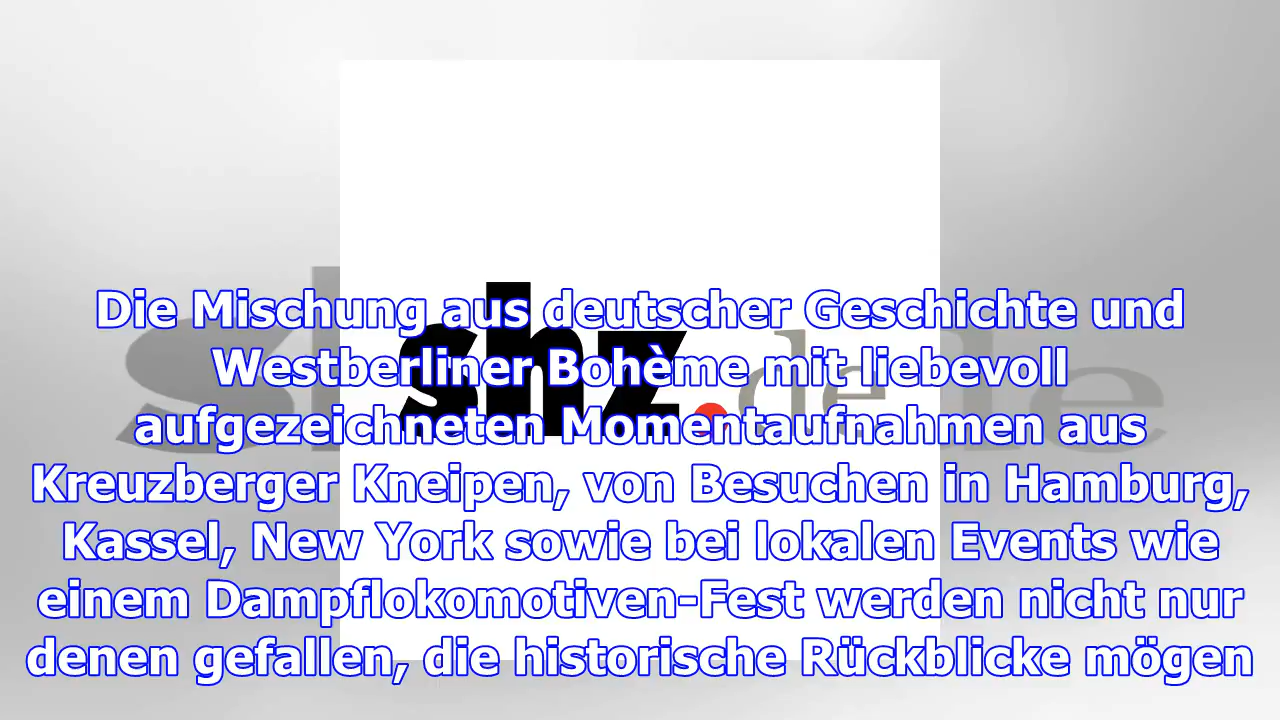 Die Mischung aus deutscher Geschichte und
Westberliner Bohème mit liebevoll
aufgezeichneten Momentaufnahmen aus
Kreuzberger Kneipen, von Besuchen in Hamburg,
Kassel, New York sowie bei lokalen Events wie
einem Dampflokomotiven-Fest werden nicht nur
denen gefallen, die historische Rückblicke mögen
shz.de